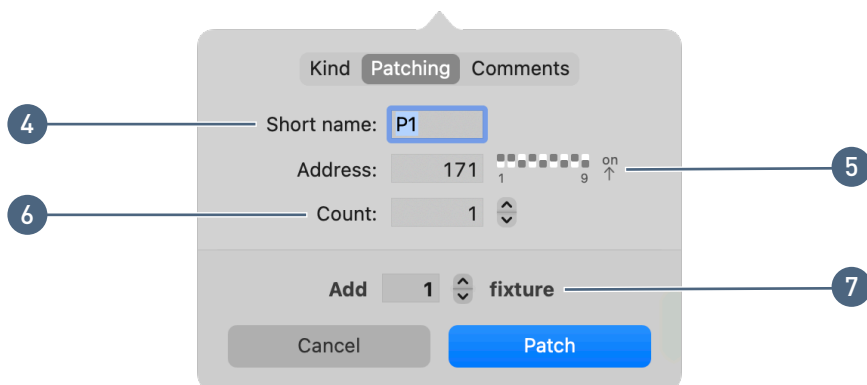 Kind Patching Comments
4 Short name: P1
Address: 171 1 9 on 5
6 Count: 1
Add 1 fixture 7
Cancel Patch